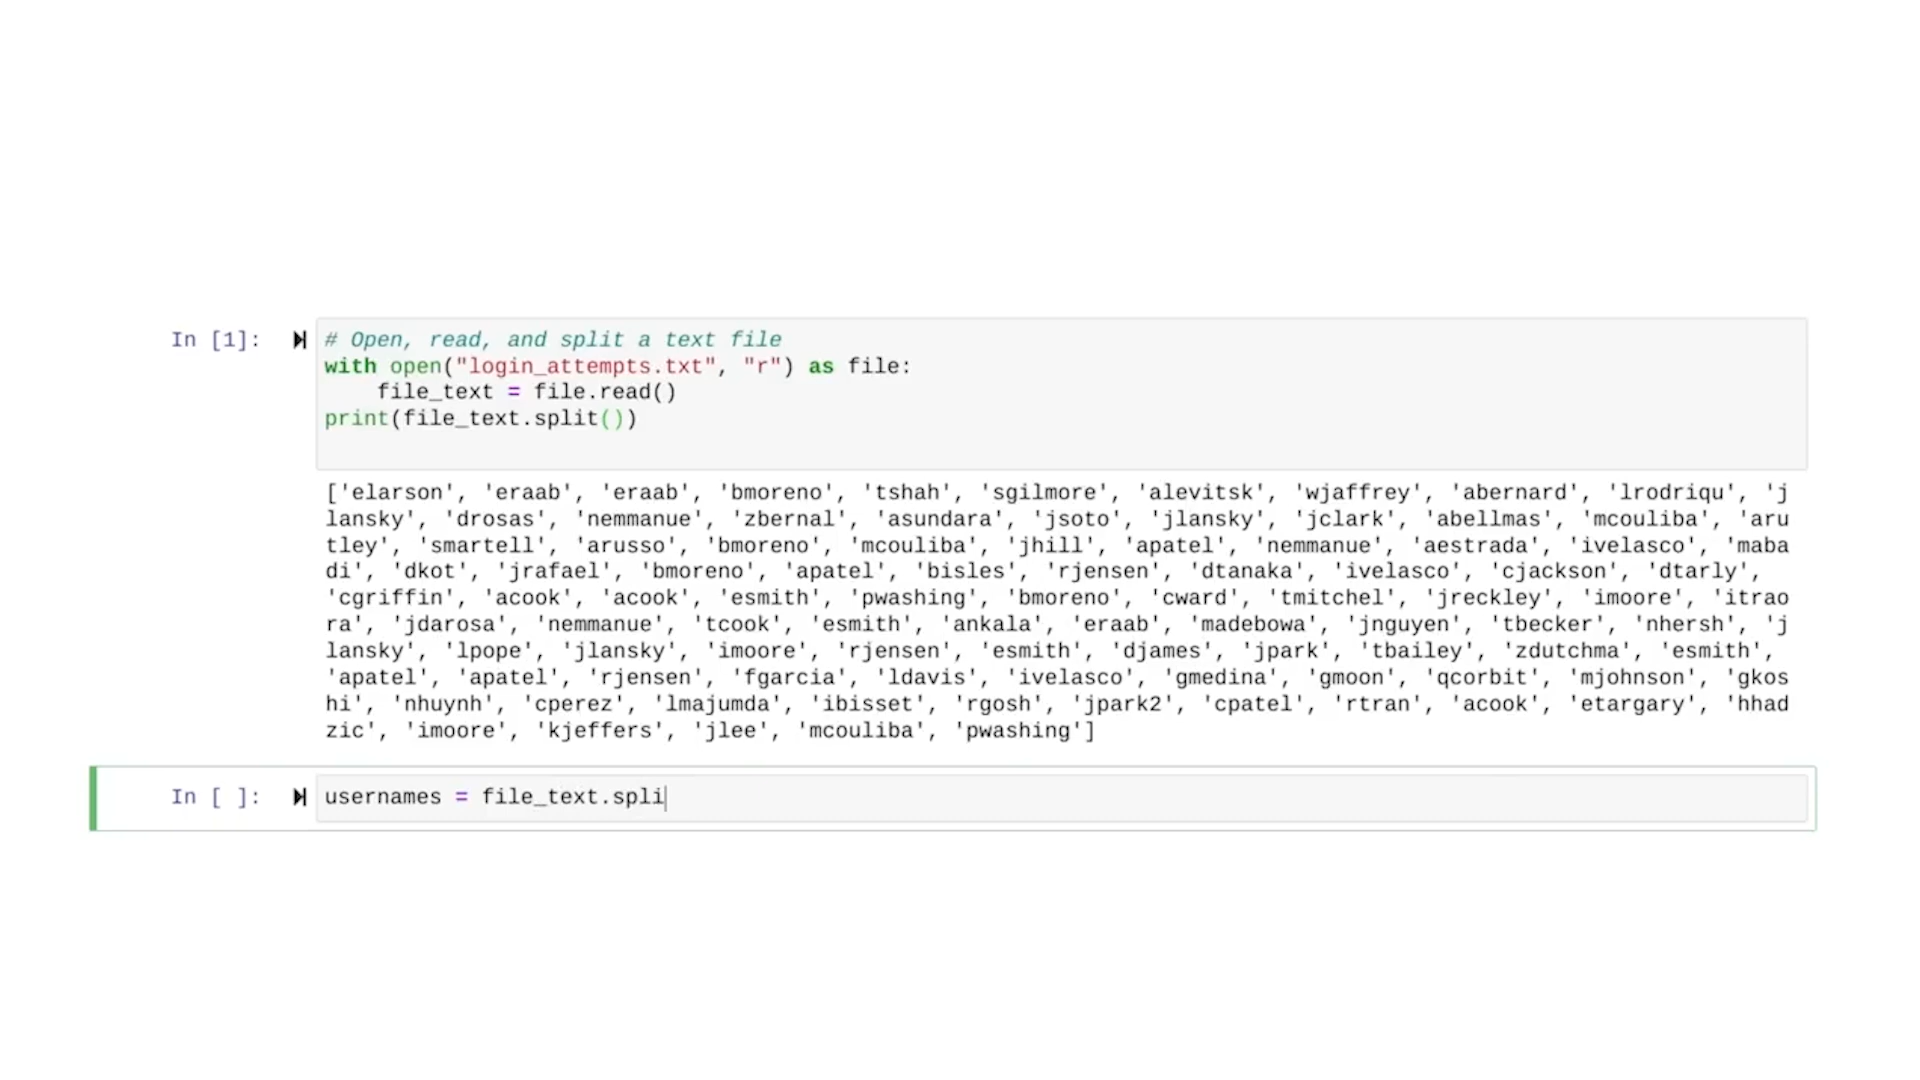 In [1]:
# Open, read, and split a text file
with open("login_attempts.txt", "r") as file:
    file_text = file.read()
print(file_text.split())
['elarson', 'eraab', 'eraab', 'bmoreno', 'tshah', 'sgilmore', 'alevitsk', 'wjaffrey', 'abernard', 'lrodriqu', 'j
lansky', 'drosas', 'nemmanue', 'zbernal', 'asundara', 'jsoto', 'jlansky', 'jclark', 'abellmas', 'mcouliba', 'aru
tley', 'smartell', 'arusso', 'bmoreno', 'mcouliba', 'jhill', 'apatel', 'nemmanue', 'aestrada', 'ivelasco', 'maba
di', 'dkot', 'jrafael', 'bmoreno', 'apatel', 'bisles', 'rjensen', 'dtanaka', 'ivelasco', 'cjackson', 'dtarly',
'cgriffin', 'acook', 'acook', 'esmith', 'pwashing', 'bmoreno', 'cward', 'tmitchel', 'jreckley', 'imoore', 'itrao
ra', 'jdarosa', 'nemmanue', 'tcook', 'esmith', 'ankala', 'eraab', 'madebowa', 'jnguyen', 'tbecker', 'nhersh', 'j
lansky', 'lpope', 'jlansky', 'imoore', 'rjensen', 'esmith', 'djames', 'jpark', 'tbailey', 'zdutchma', 'esmith',
'apatel', 'apatel', 'rjensen', 'fgarcia', 'ldavis', 'ivelasco', 'gmedina', 'gmoon', 'qcorbit', 'mjohnson', 'gkos
hi', 'nhuynh', 'cperez', 'lmajumda', 'ibisset', 'rgosh', 'jpark2', 'cpatel', 'rtran', 'acook', 'etargary', 'hhad
zic', 'imoore', 'kjeffers', 'jlee', 'mcouliba', 'pwashing']
In [ ]:
usernames = file_text.spli